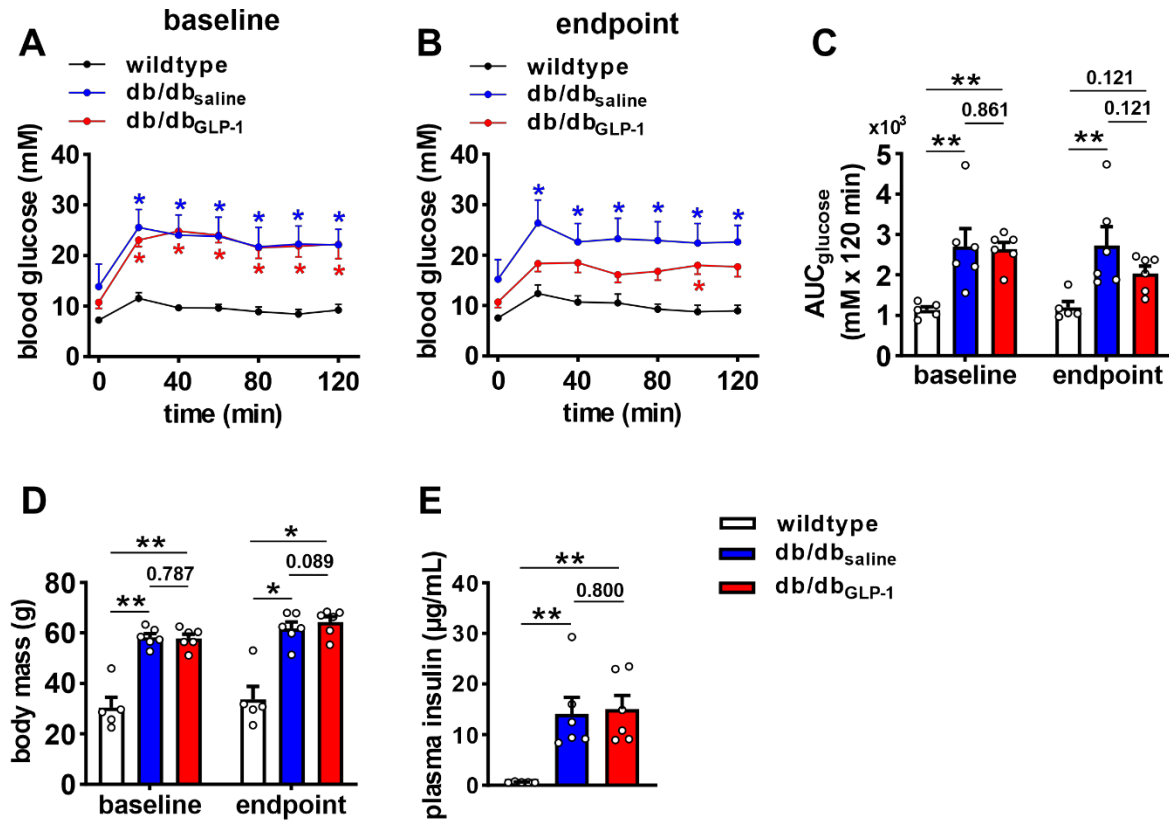 baseline
A
wildtype
db/dbsaline
db/dbGLP-1
blood glucose (mM)
40
30
20
10
0
* * * * * *
* * * * * *
0 40 80 120
time (min)
endpoint
B
wildtype
db/dbsaline
db/dbGLP-1
blood glucose (mM)
40
30
20
10
0
* * * * * *
*
0 40 80 120
time (min)
C
** 0.121
0.861 0.121
** **
x10³
AUCglucose
(mM x 120 min)
5
4
3
2
1
0
baseline endpoint
D
** *
0.787 0.089
** *
body mass (g)
80
60
40
20
0
baseline endpoint
E
**
0.800
**
plasma insulin (µg/mL)
40
30
20
10
0
wildtype
db/dbsaline
db/dbGLP-1